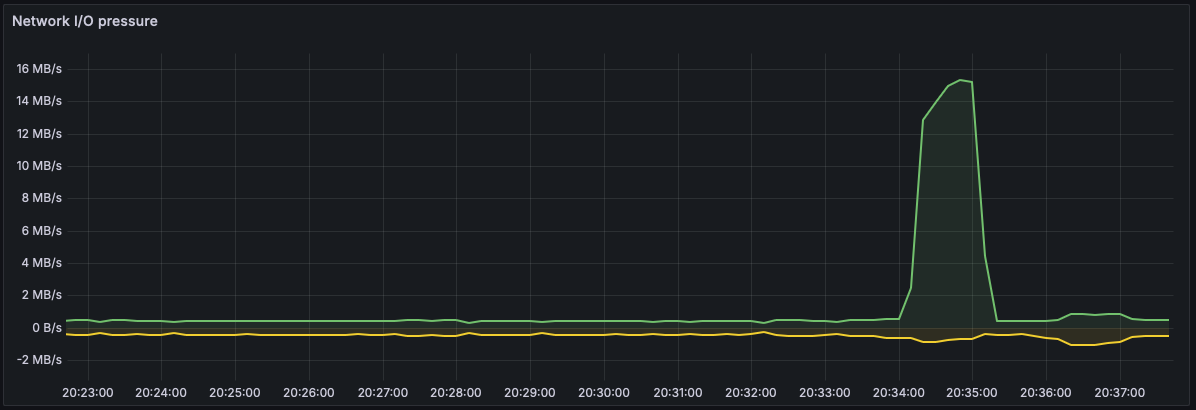 Network I/O pressure
16 MB/s
14 MB/s
12 MB/s
10 MB/s
8 MB/s
6 MB/s
4 MB/s
2 MB/s
0 B/s
-2 MB/s
20:23:00 20:24:00 20:25:00 20:26:00 20:27:00 20:28:00 20:29:00 20:30:00 20:31:00 20:32:00 20:33:00 20:34:00 20:35:00 20:36:00 20:37:00